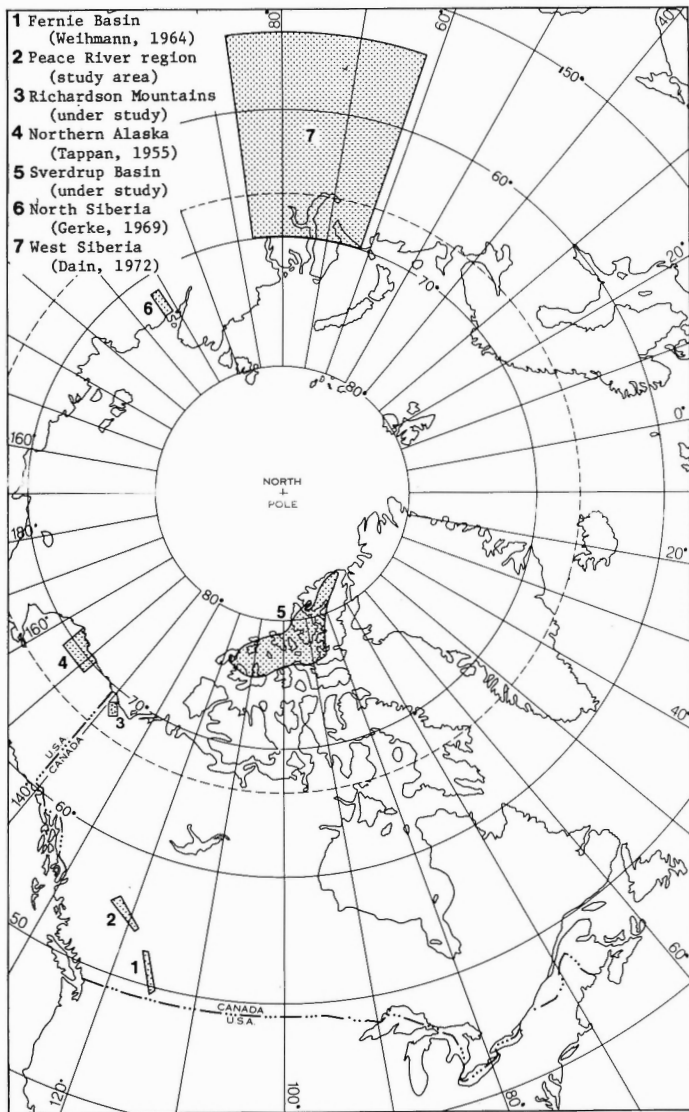 1 Fernie Basin
(Weihmann, 1964)
2 Peace River region
(study area)
3 Richardson Mountains
(under study)
4 Northern Alaska
(Tappan, 1955)
5 Sverdrup Basin
(under study)
6 North Siberia
(Gerke, 1969)
7 West Siberia
(Dain, 1972)
80°
60°
40°
50°
7
60°
20°
70°
6
80°
0°
160°
NORTH
+
POLE
180°
20°
80°
5
160°
4
70°
3
40°
U.S.A.
CANADA
140°
60°
2
50
1
60°
CANADA
U.S.A.
120°
100°
80°